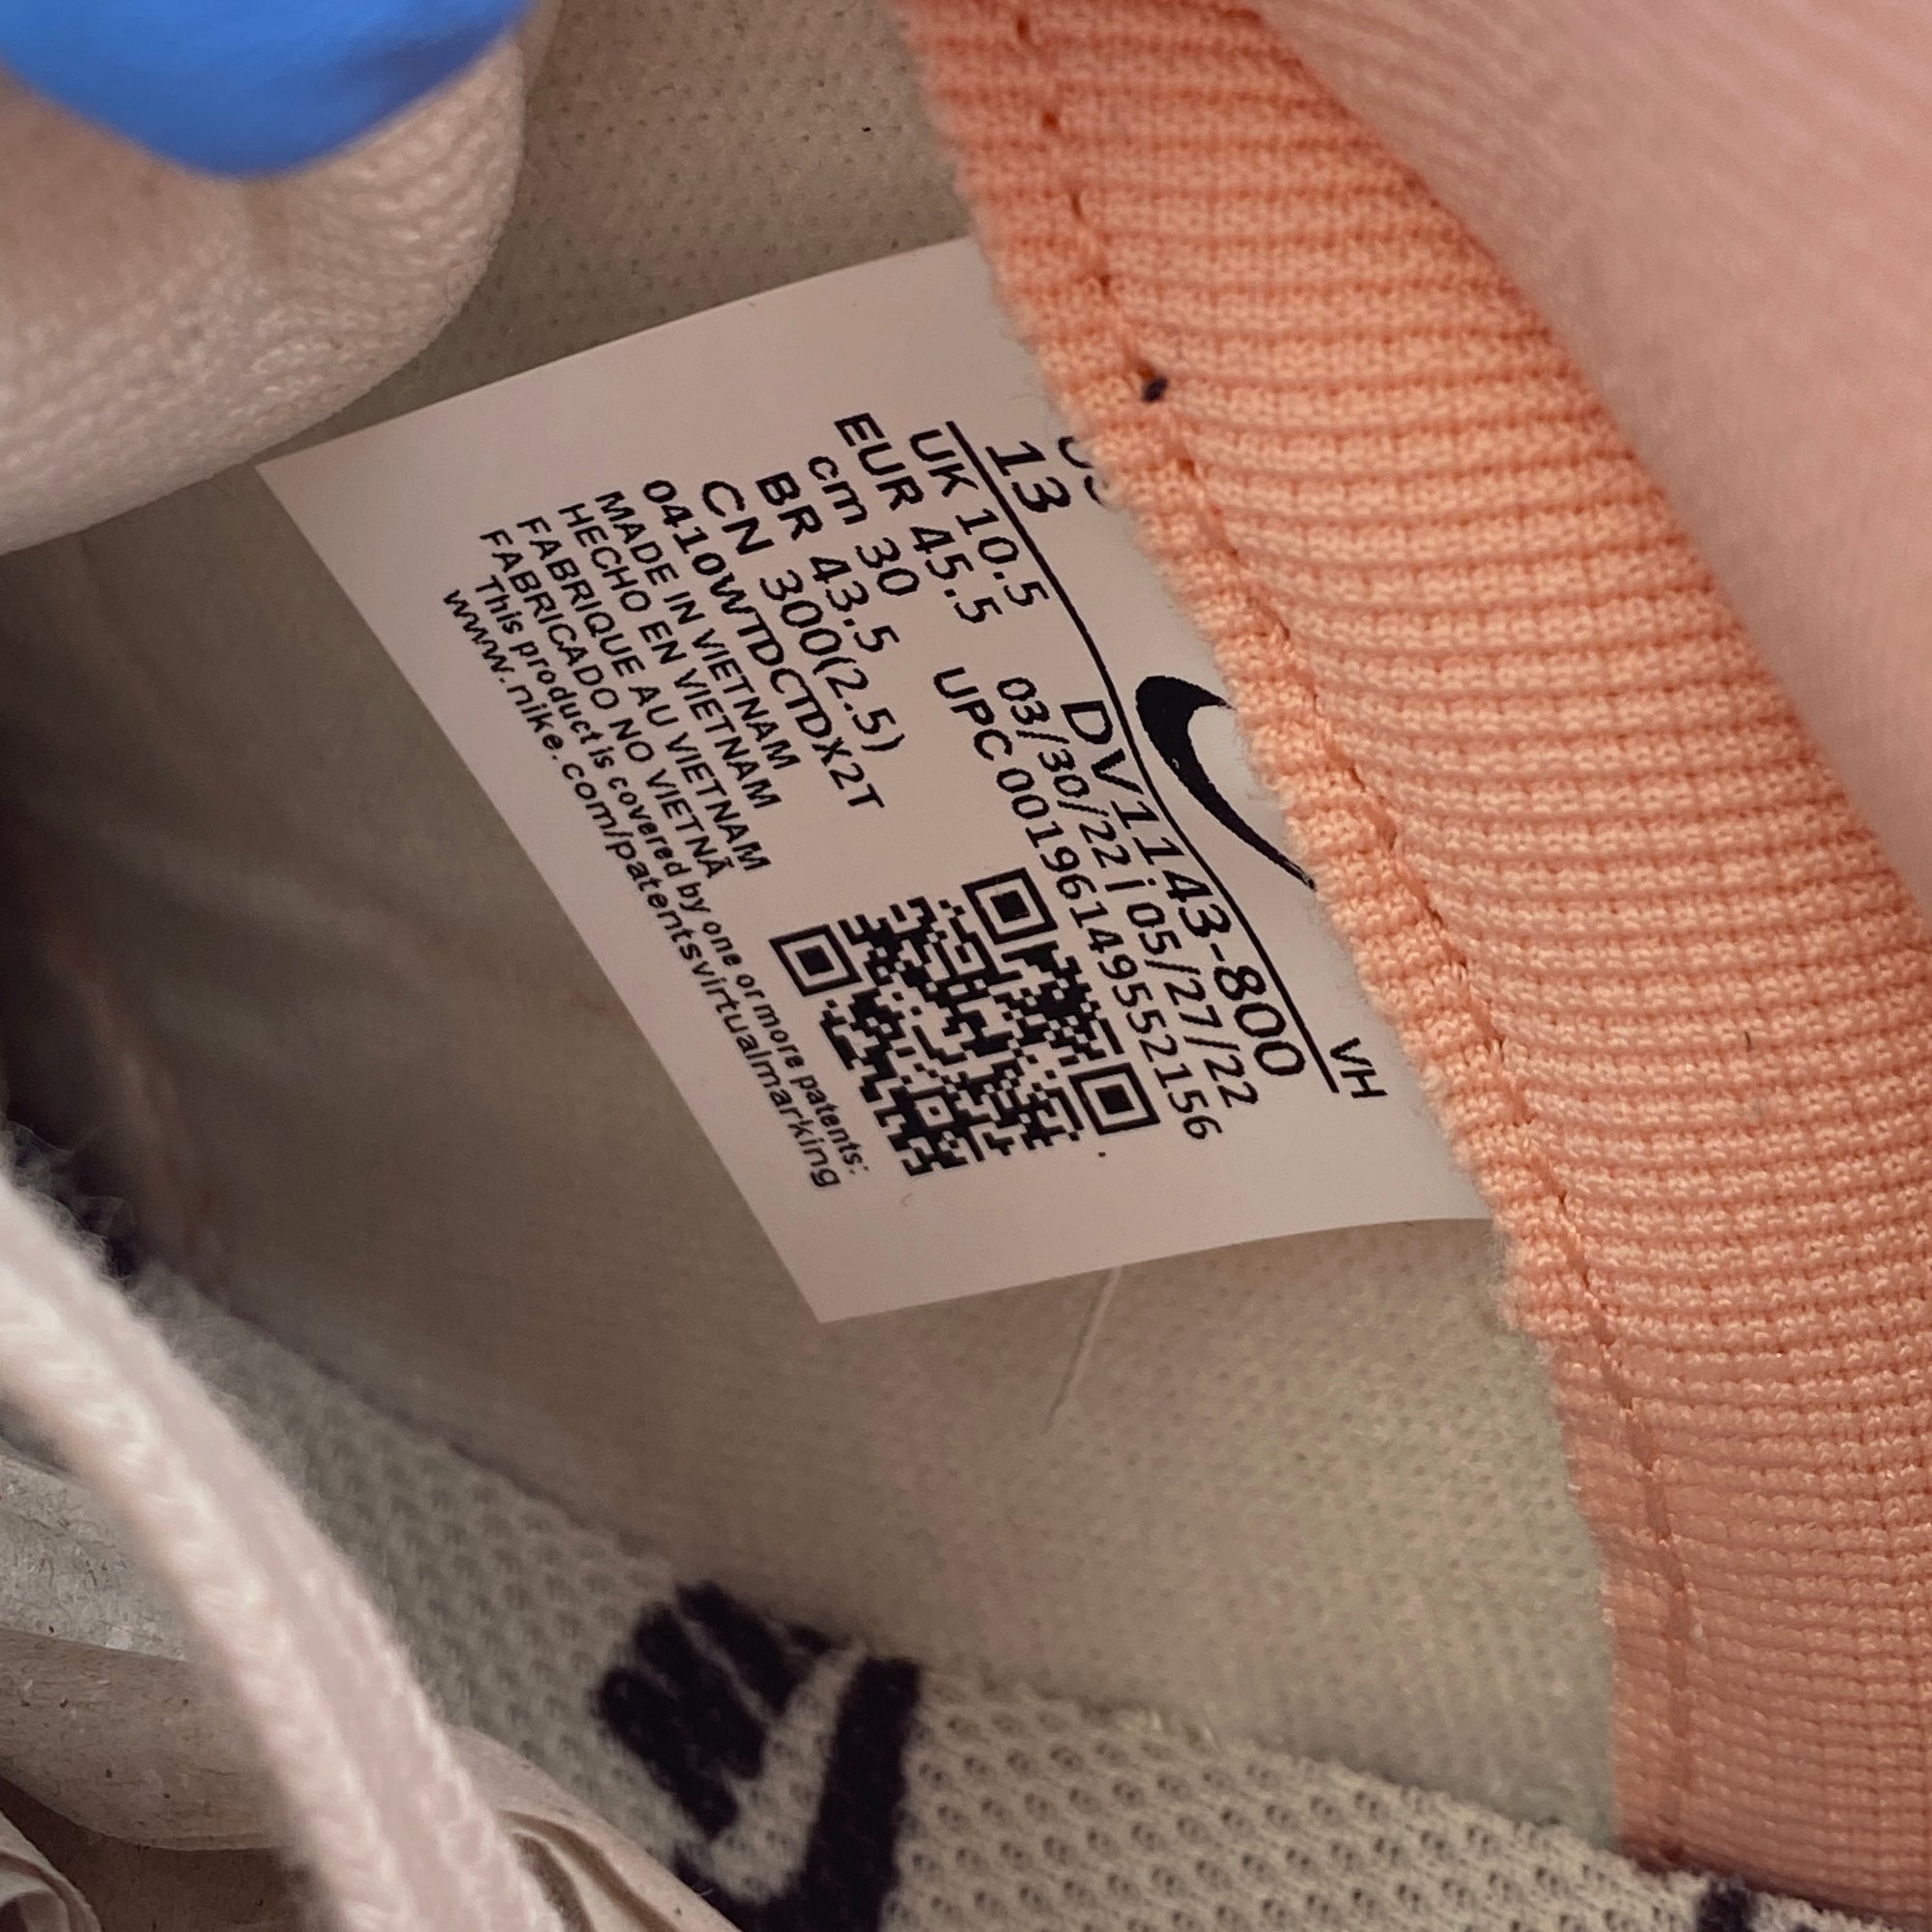 13
VH
UK 10.5
DV1143-800
EUR 45.5
03/30/22 | 05/27/22
cm 30
UPC 00196149552156
BR 43.5
CN 300(2.5)
0410WTDCTDX2T
MADE IN VIETNAM
HECHO EN VIETNAM
FABRIQUE AU VIETNAM
FABRICADO NO VIETNÃ
This product is covered by one or more patents:
www.nike.com/patentsvirtualmarking